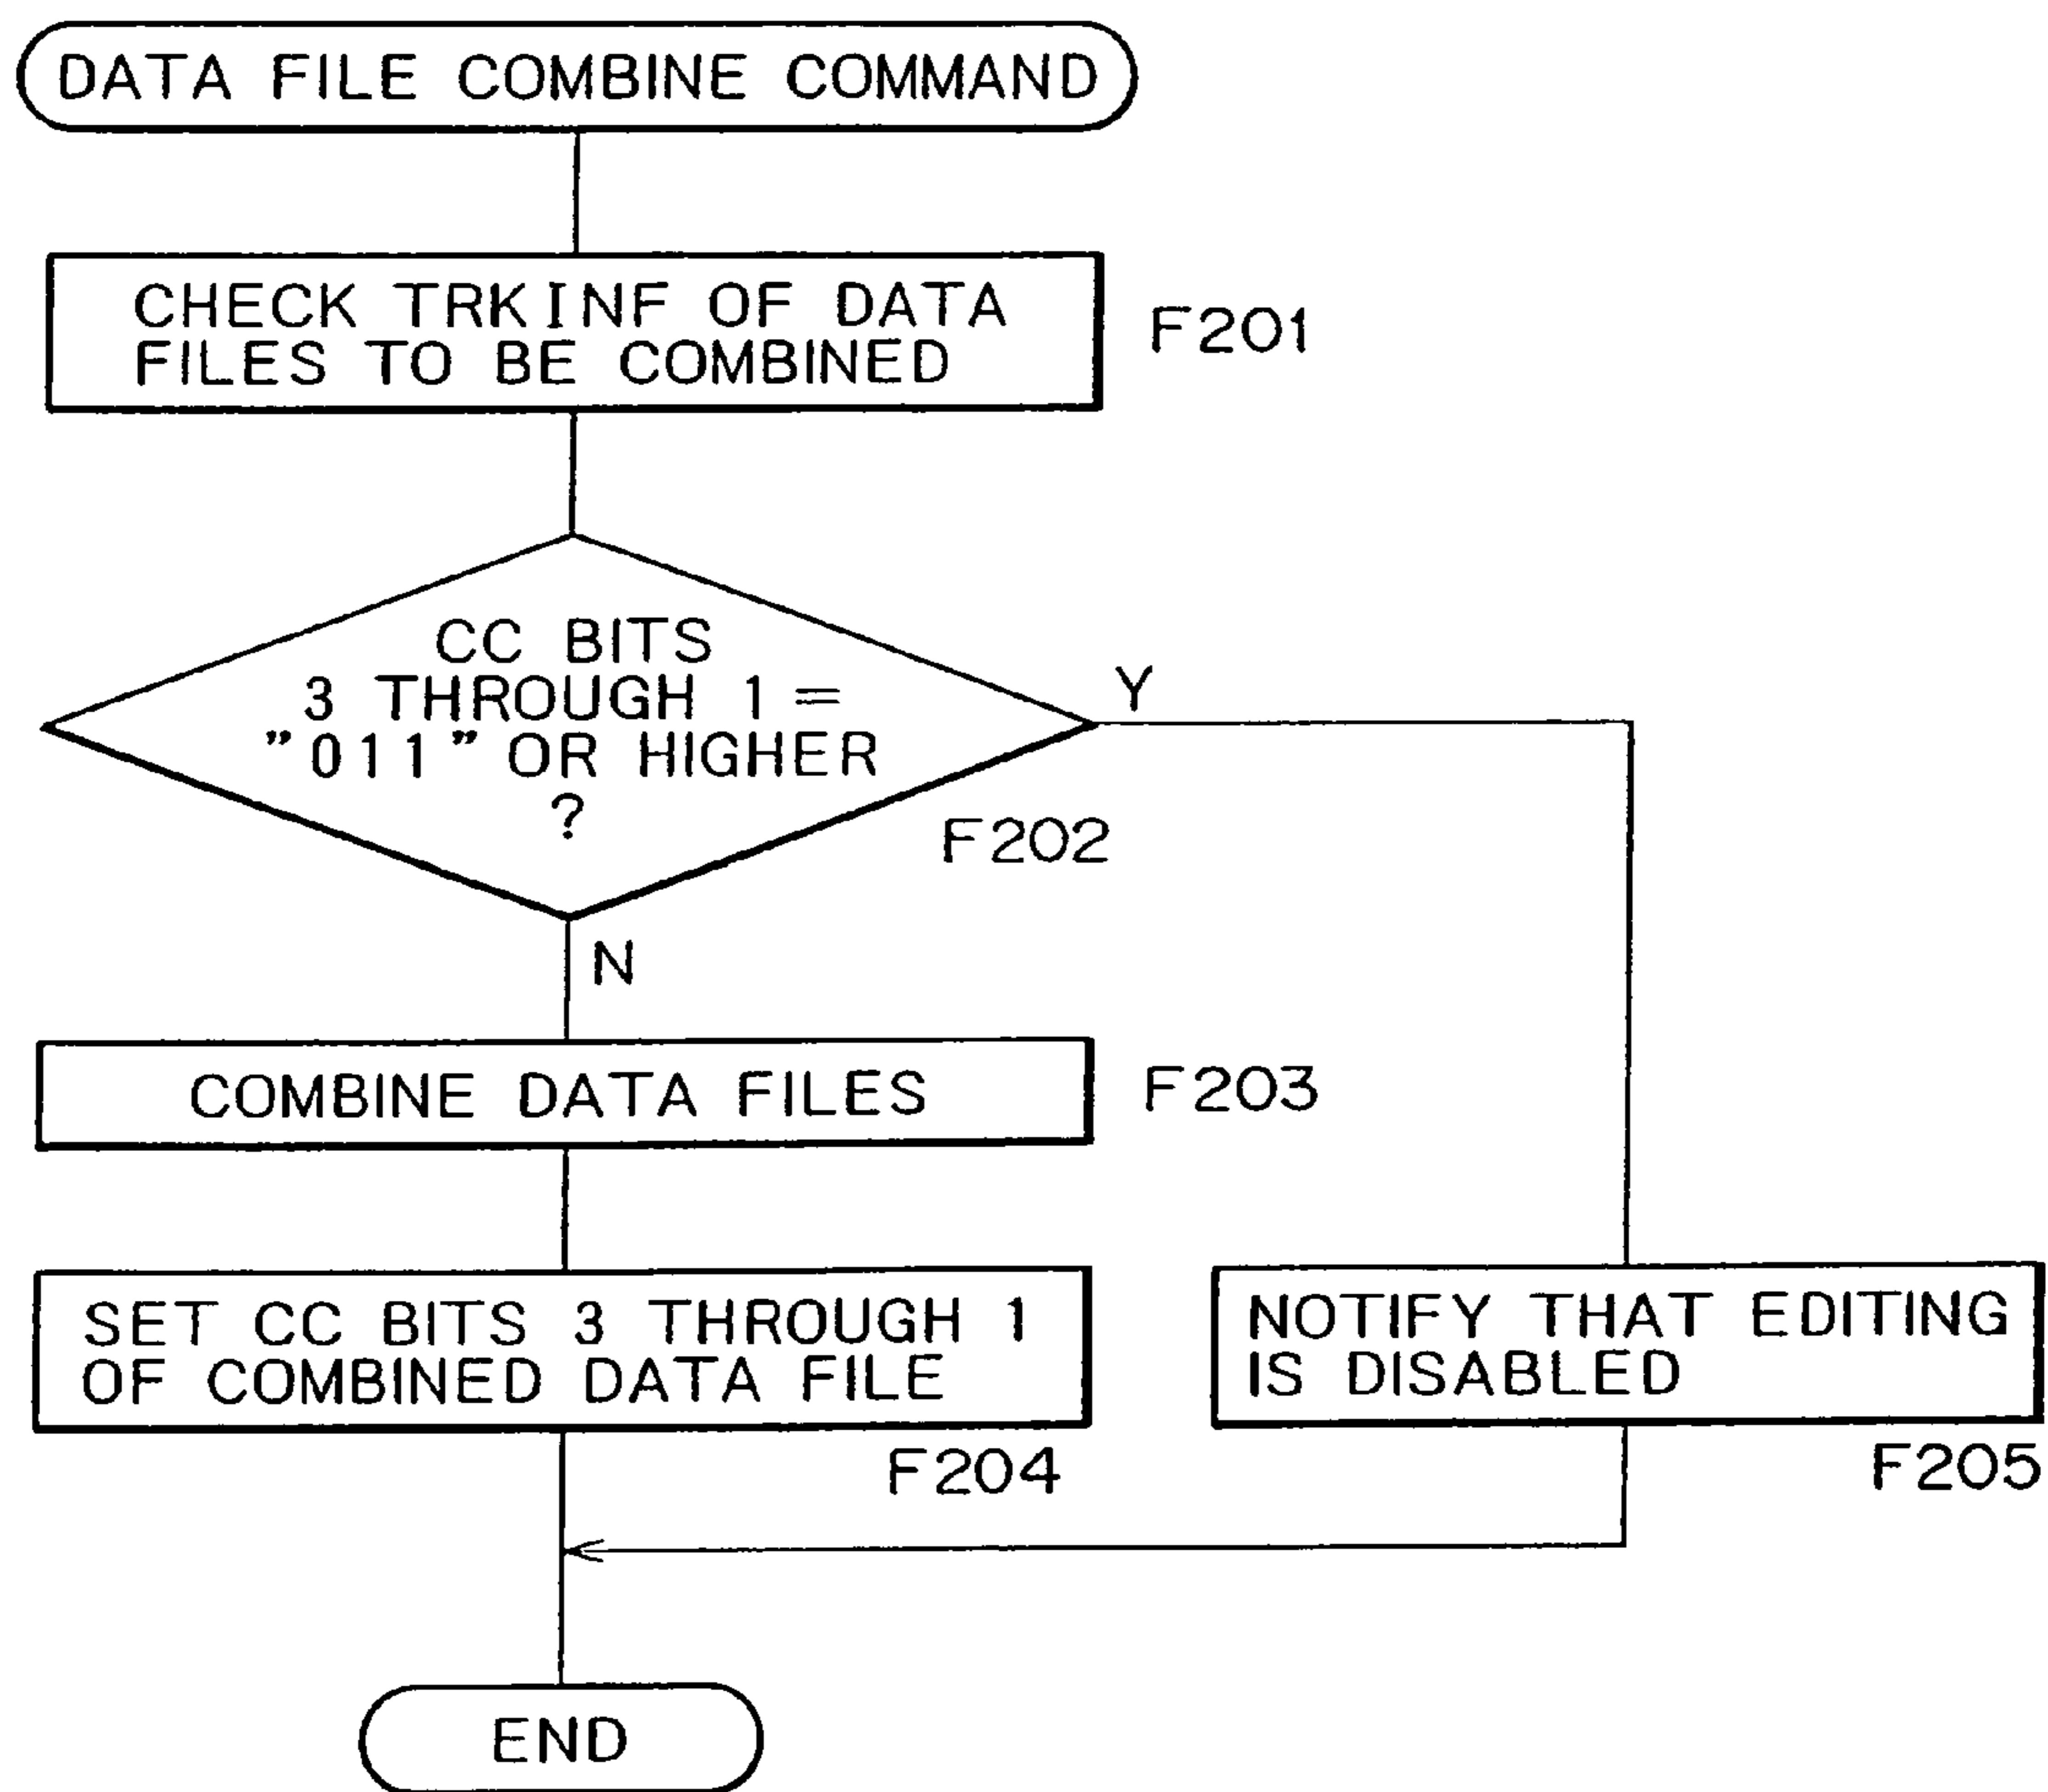 DATA FILE COMBINE COMMAND
CHECK TRKINF OF DATA
FILES TO BE COMBINED
F201
CC BITS
3 THROUGH 1 =
"011" OR HIGHER
?
Y
F202
N
COMBINE DATA FILES
F203
SET CC BITS 3 THROUGH 1
OF COMBINED DATA FILE
F204
NOTIFY THAT EDITING
IS DISABLED
F205
END